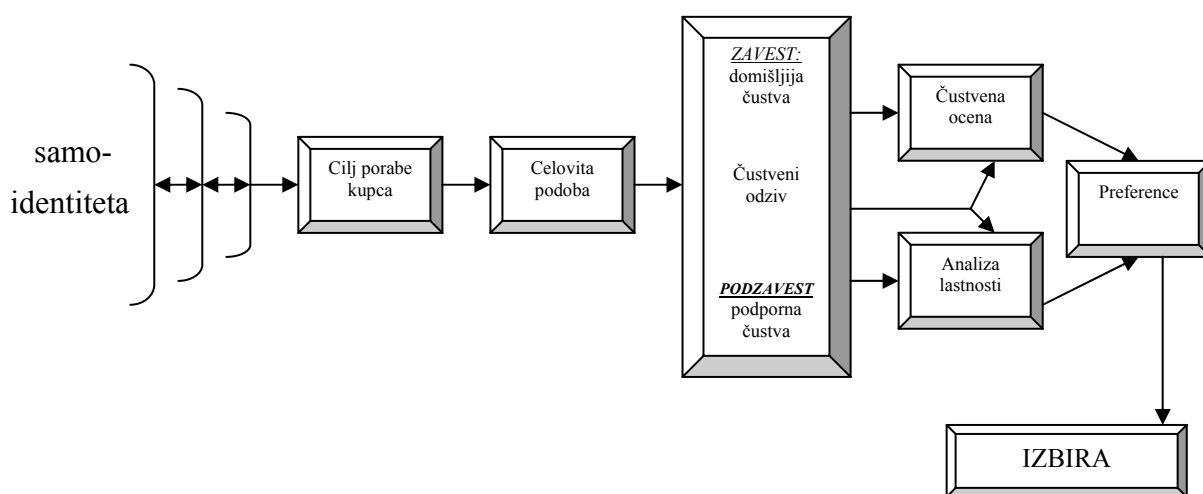 samo-
identiteta
Cilj porabe
kupca
Celovita
podoba
ZAVEST:
domišljija
čustva
Čustveni
odziv
PODZAVEST
podporna
čustva
Čustvena
ocena
Analiza
lastnosti
Preference
IZBIRA